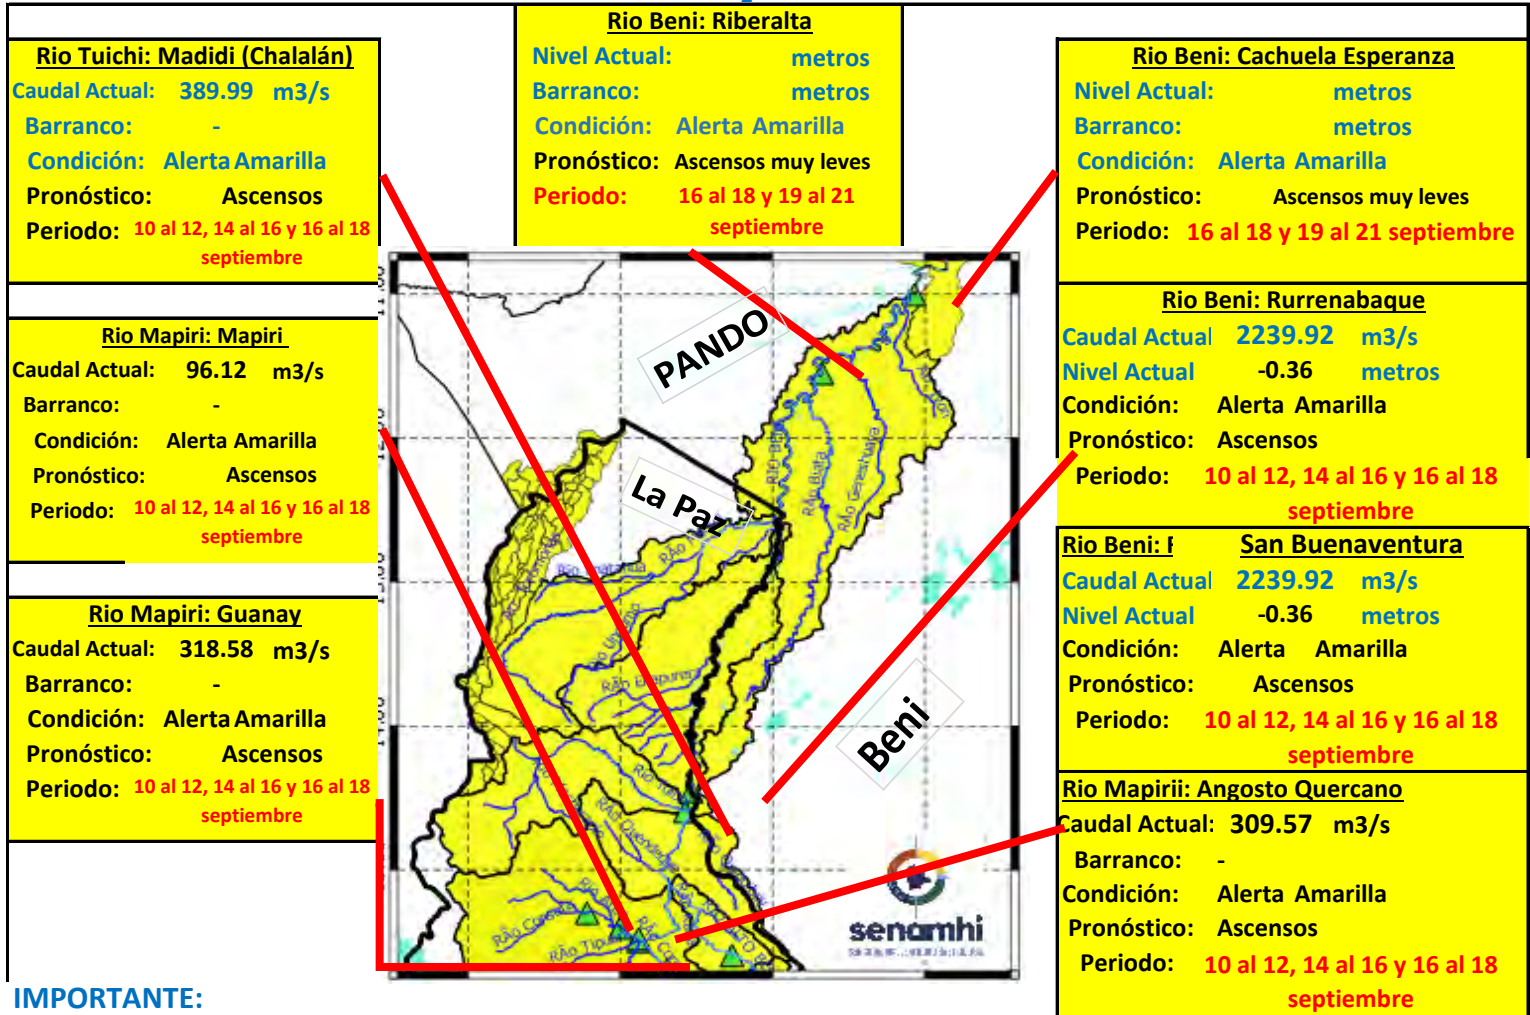 Rio Tuichi: Madidi (Chalalán)
Caudal Actual: 389.99 m3/s
Barranco: -
Condición: Alerta Amarilla
Pronóstico: Ascensos
Periodo: 10 al 12, 14 al 16 y 16 al 18
septiembre
Rio Mapiri: Mapiri
Caudal Actual: 96.12 m3/s
Barranco: -
Condición: Alerta Amarilla
Pronóstico: Ascensos
Periodo: 10 al 12, 14 al 16 y 16 al 18
septiembre
Rio Mapiri: Guanay
Caudal Actual: 318.58 m3/s
Barranco: -
Condición: Alerta Amarilla
Pronóstico: Ascensos
Periodo: 10 al 12, 14 al 16 y 16 al 18
septiembre
Rio Beni: Riberalta
Nivel Actual: metros
Barranco: metros
Condición: Alerta Amarilla
Pronóstico: Ascensos muy leves
Periodo: 16 al 18 y 19 al 21
septiembre
PANDO
La Paz
Beni
RÃo Biata
RÃo Geneshuaya
senamhi
Rio Beni: Cachuela Esperanza
Nivel Actual: metros
Barranco: metros
Condición: Alerta Amarilla
Pronóstico: Ascensos muy leves
Periodo: 16 al 18 y 19 al 21 septiembre
Rio Beni: Rurrenabaque
Caudal Actual 2239.92 m3/s
Nivel Actual -0.36 metros
Condición: Alerta Amarilla
Pronóstico: Ascensos
Periodo: 10 al 12, 14 al 16 y 16 al 18
septiembre
Rio Beni: San Buenaventura
Caudal Actual 2239.92 m3/s
Nivel Actual -0.36 metros
Condición: Alerta Amarilla
Pronóstico: Ascensos
Periodo: 10 al 12, 14 al 16 y 16 al 18
septiembre
Rio Mapirii: Angosto Quercano
Caudal Actual: 309.57 m3/s
Barranco: -
Condición: Alerta Amarilla
Pronóstico: Ascensos
Periodo: 10 al 12, 14 al 16 y 16 al 18
septiembre
IMPORTANTE: